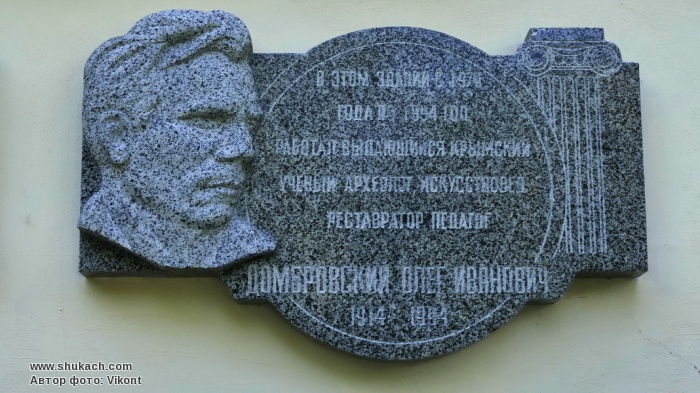 В ЭТОМ ЗДАНИИ С 1974
ГОДА ПО 1994 ГОД
РАБОТАЛ ВЫДАЮЩИЙСЯ КРЫМСКИЙ
УЧЕНЫЙ АРХЕОЛОГ ИСКУССТВОВЕД
РЕСТАВРАТОР ПЕДАГОГ
ДОМБРОВСКИЙ ОЛЕГ ИВАНОВИЧ
1914 1994
www.shukach.com
Автор фото: Vikont